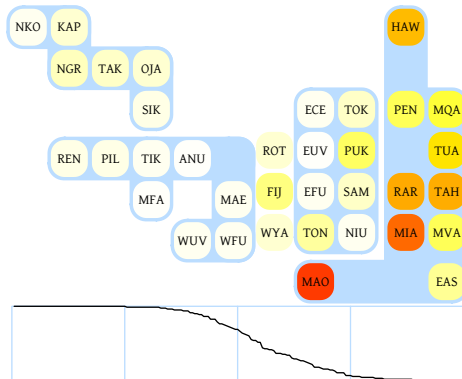 NKO KAP HAW
NGR TAK OJA
SIK ECE TOK PEN MQA
REN PIL TIK ANU ROT EUV PUK TUA
MFA MAE FIJ EFU SAM RAR TAH
WUV WFU WYA TON NIU MIA MVA
MAO EAS